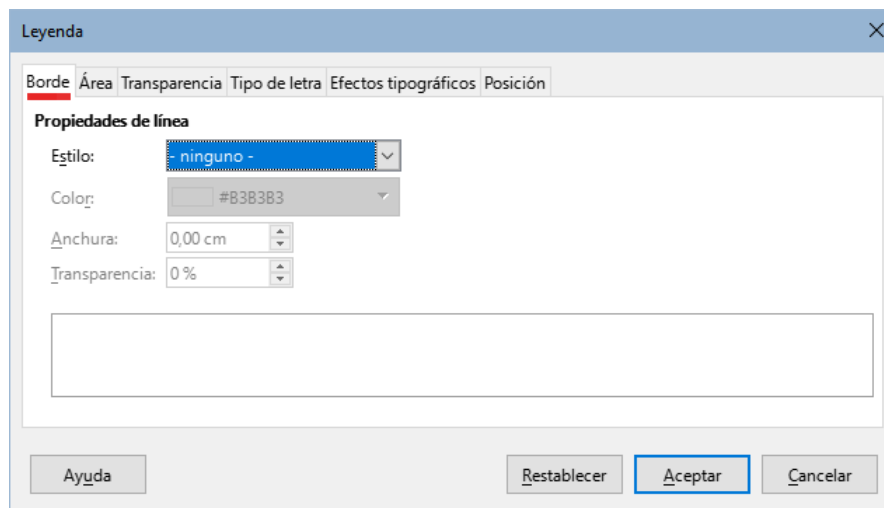 Leyenda
Borde Área Transparencia Tipo de letra Efectos tipográficos Posición
Propiedades de línea
Estilo: - ninguno -
Color: #B3B3B3
Anchura: 0,00 cm
Transparencia: 0 %
Ayuda Restablecer Aceptar Cancelar